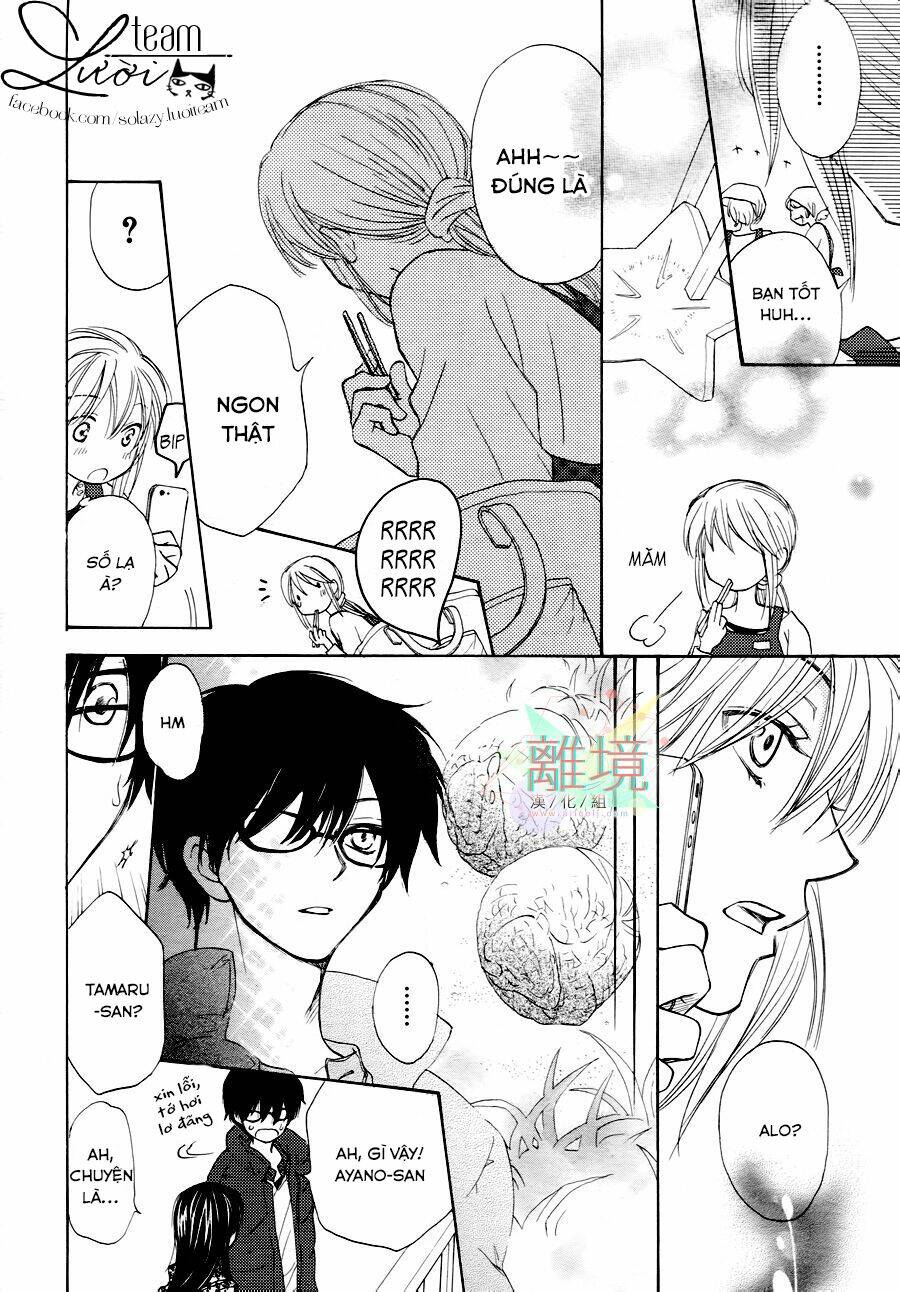 team
Lười
facebook.com/solazy.luoiteam
........
BẠN TỐT
HUH...
MĂM
AHH~~
ĐÚNG LÀ
NGON
THẬT
RRRR
RRRR
RRRR
?
BIP
SỐ LẠ
À?
ALO?
離境
漢/化/組
HM
......
TAMARU
-SAN?
AH, GÌ VẬY!
AYANO-SAN
xin lỗi,
tớ hơi
lơ đãng
AH,
CHUYỆN
LÀ...